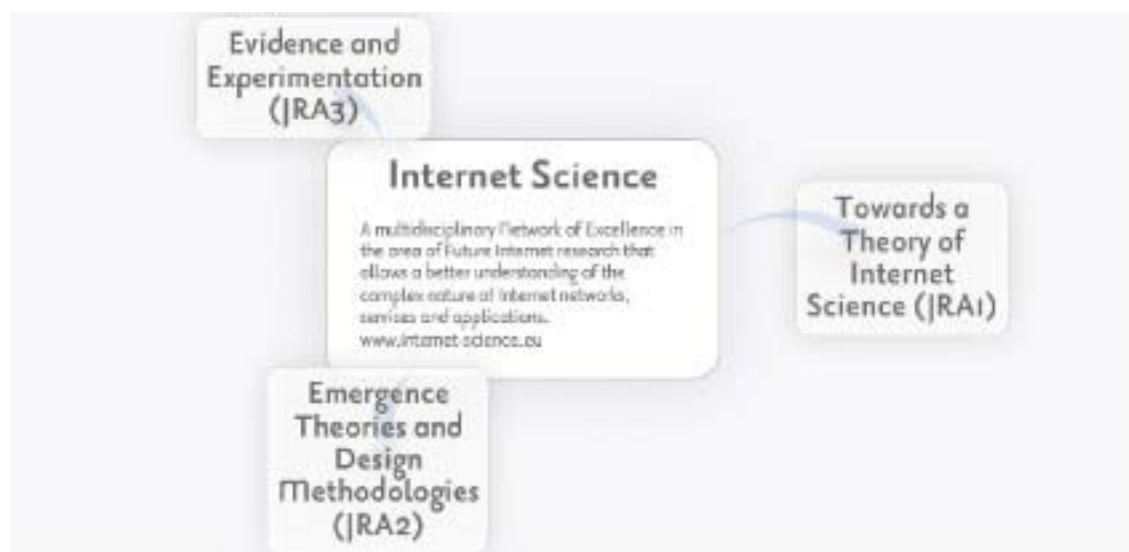 Evidence and
Experimentation
(JRA3)
Internet Science
A multidisciplinary Network of Excellence in
the area of Future Internet research that
allows a better understanding of the
complex nature of Internet networks,
services and applications.
www.internet-science.eu
Towards a
Theory of
Internet
Science (JRA1)
Emergence
Theories and
Design
Methodologies
(JRA2)